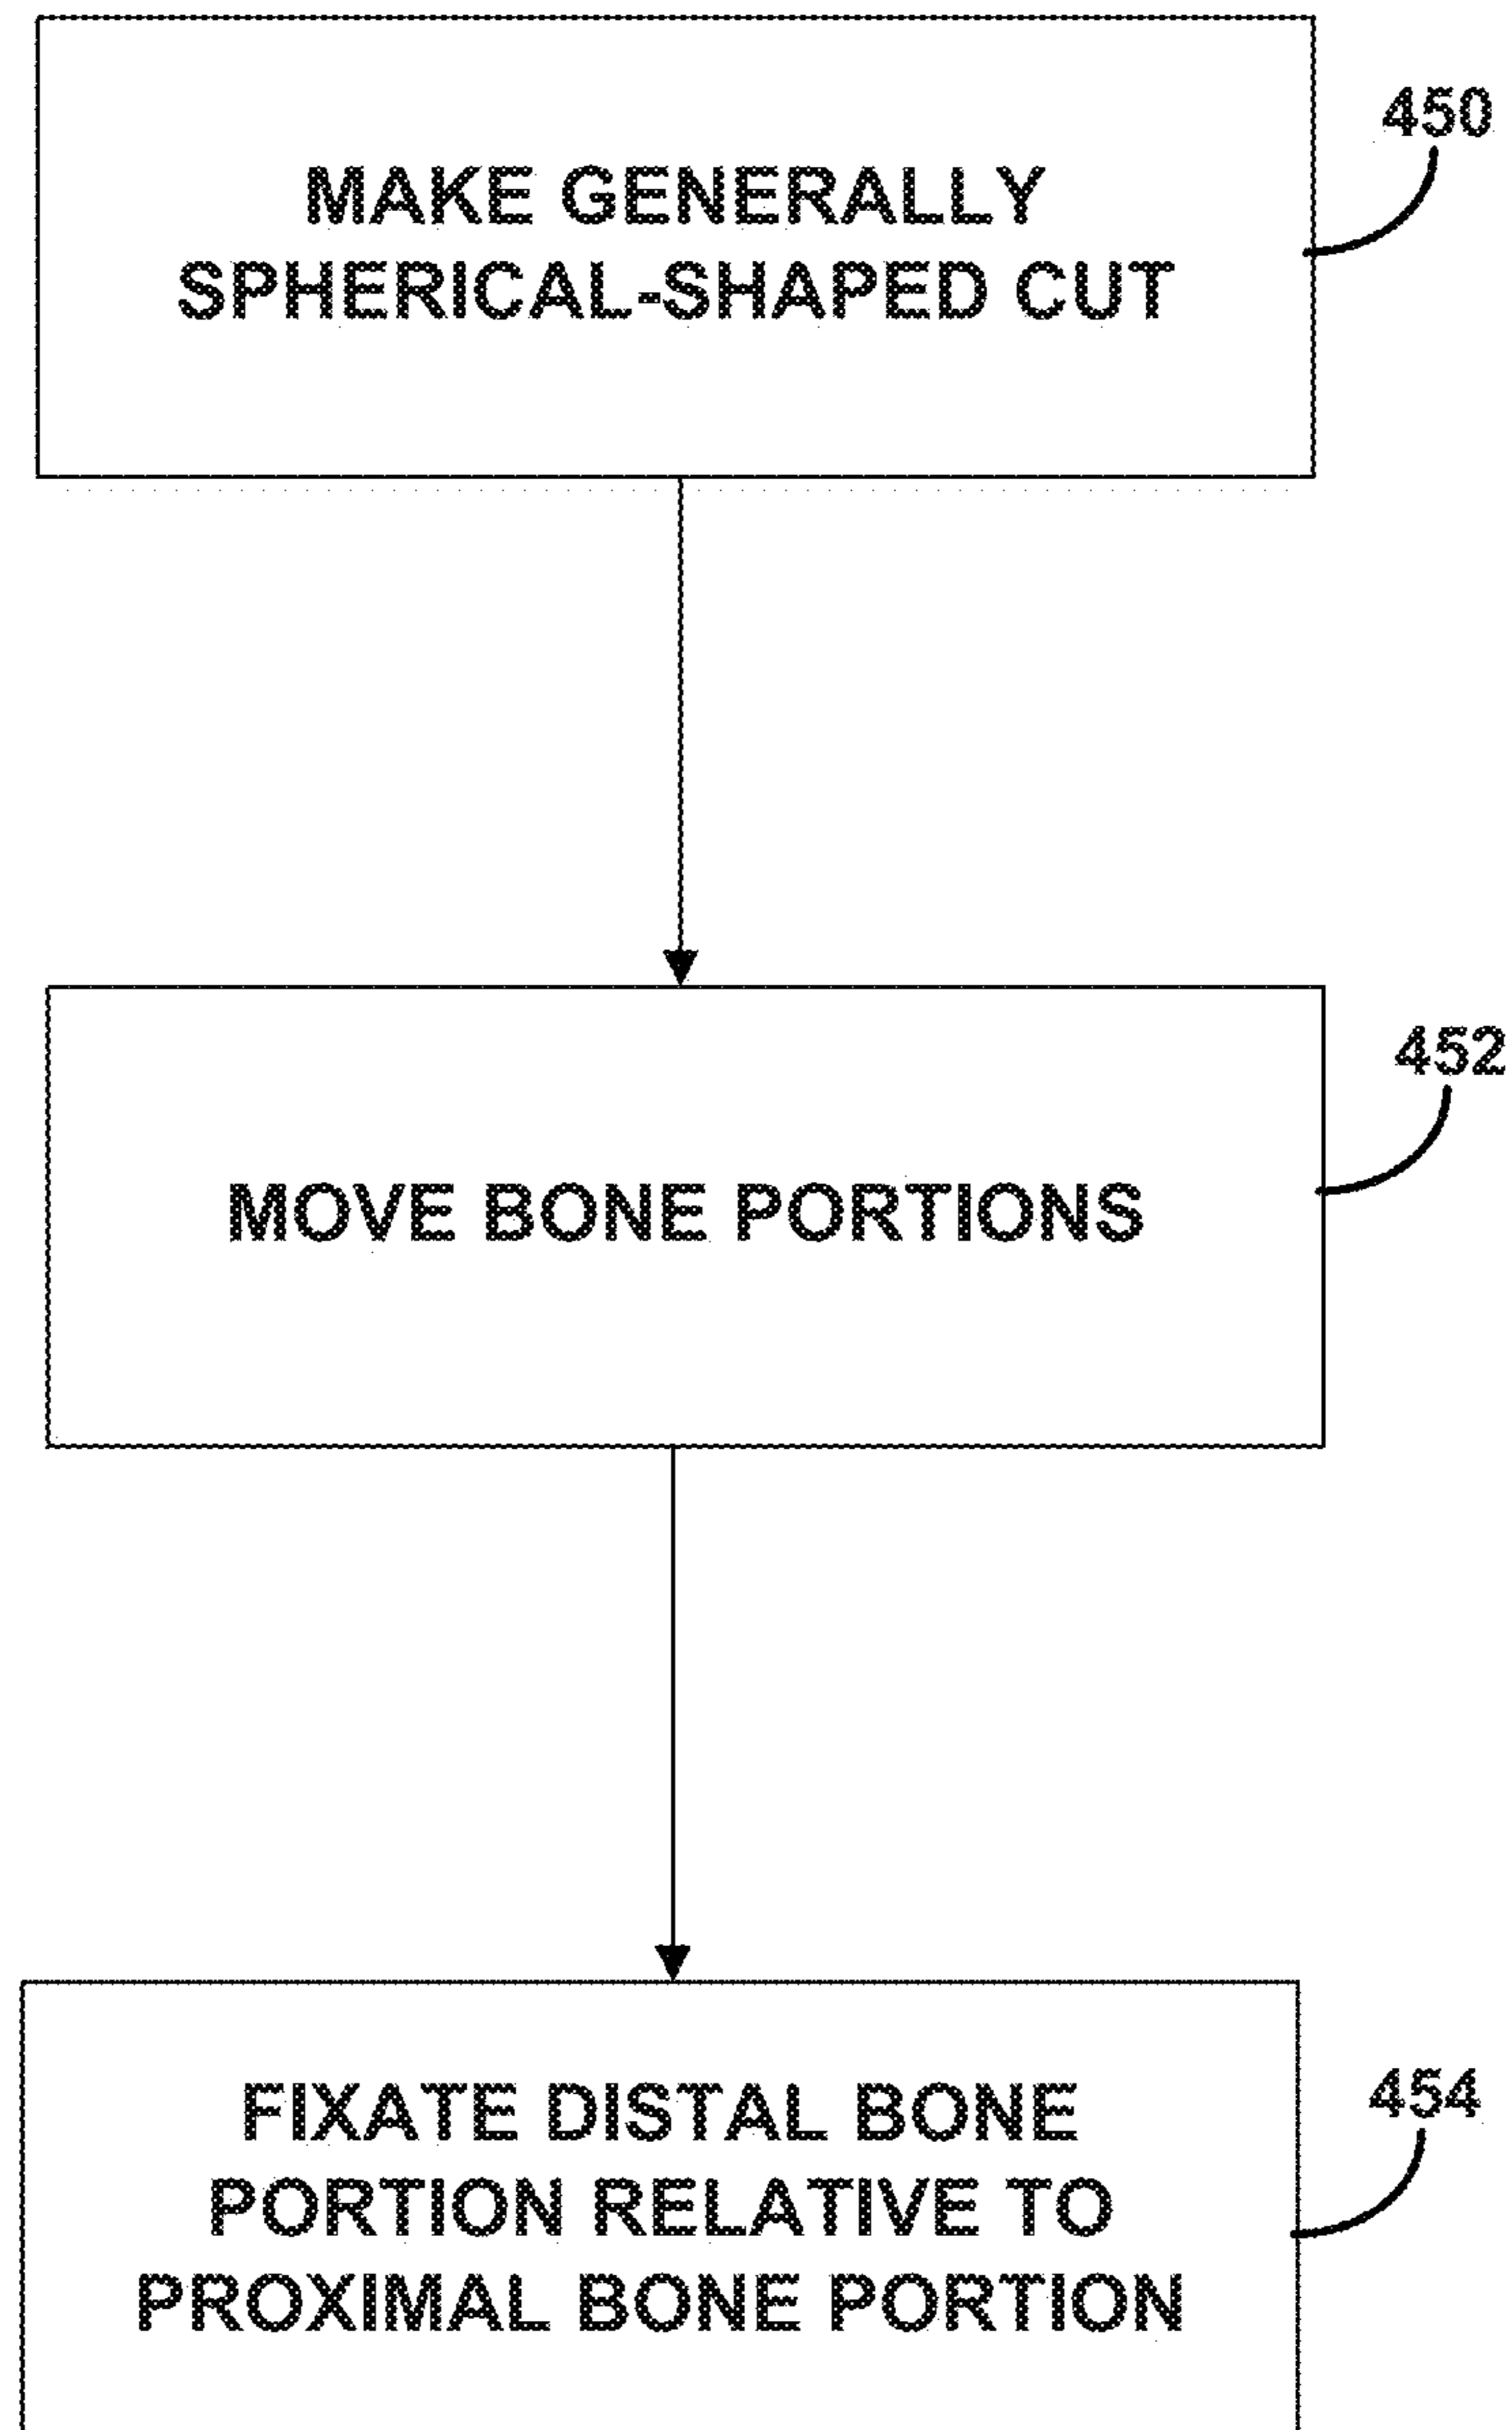 MAKE GENERALLY
SPHERICAL-SHAPED CUT
450
MOVE BONE PORTIONS
452
FIXATE DISTAL BONE
PORTION RELATIVE TO
PROXIMAL BONE PORTION
454